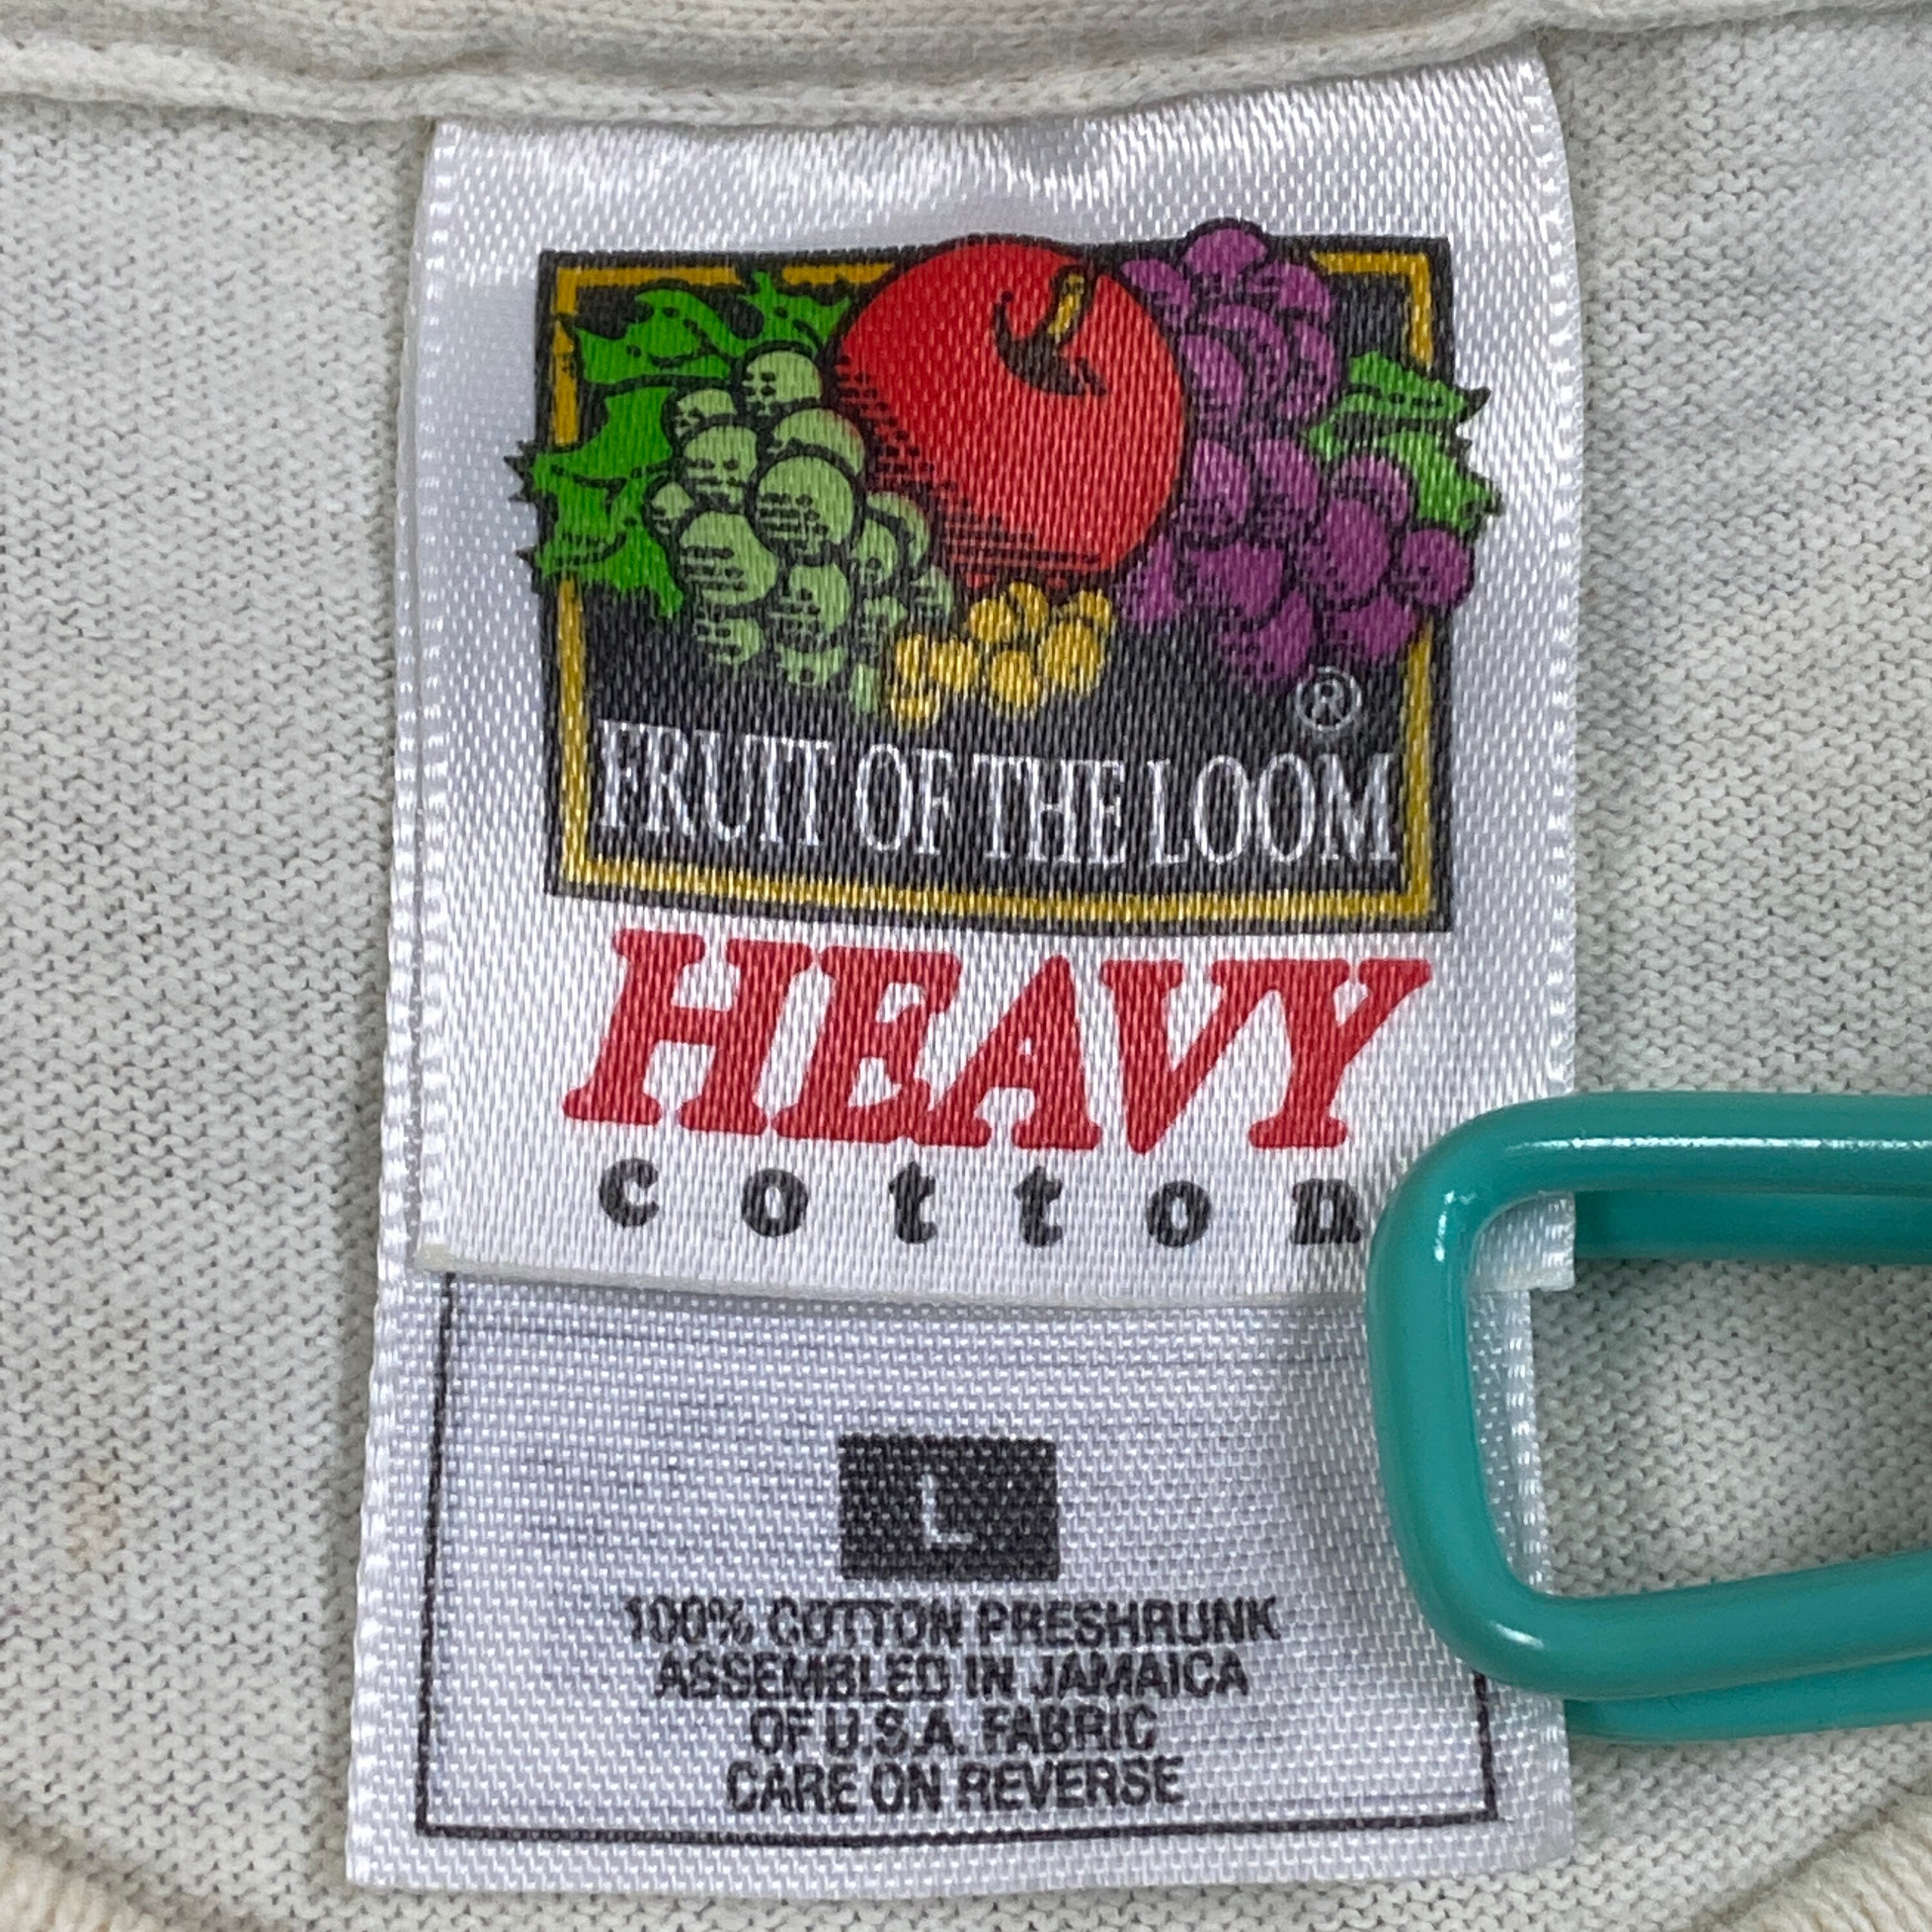 ®
FRUIT OF THE LOOM
HEAVY
cotton
L
100% COTTON PRESHRUNK
ASSEMBLED IN JAMAICA
OF U.S.A. FABRIC
CARE ON REVERSE